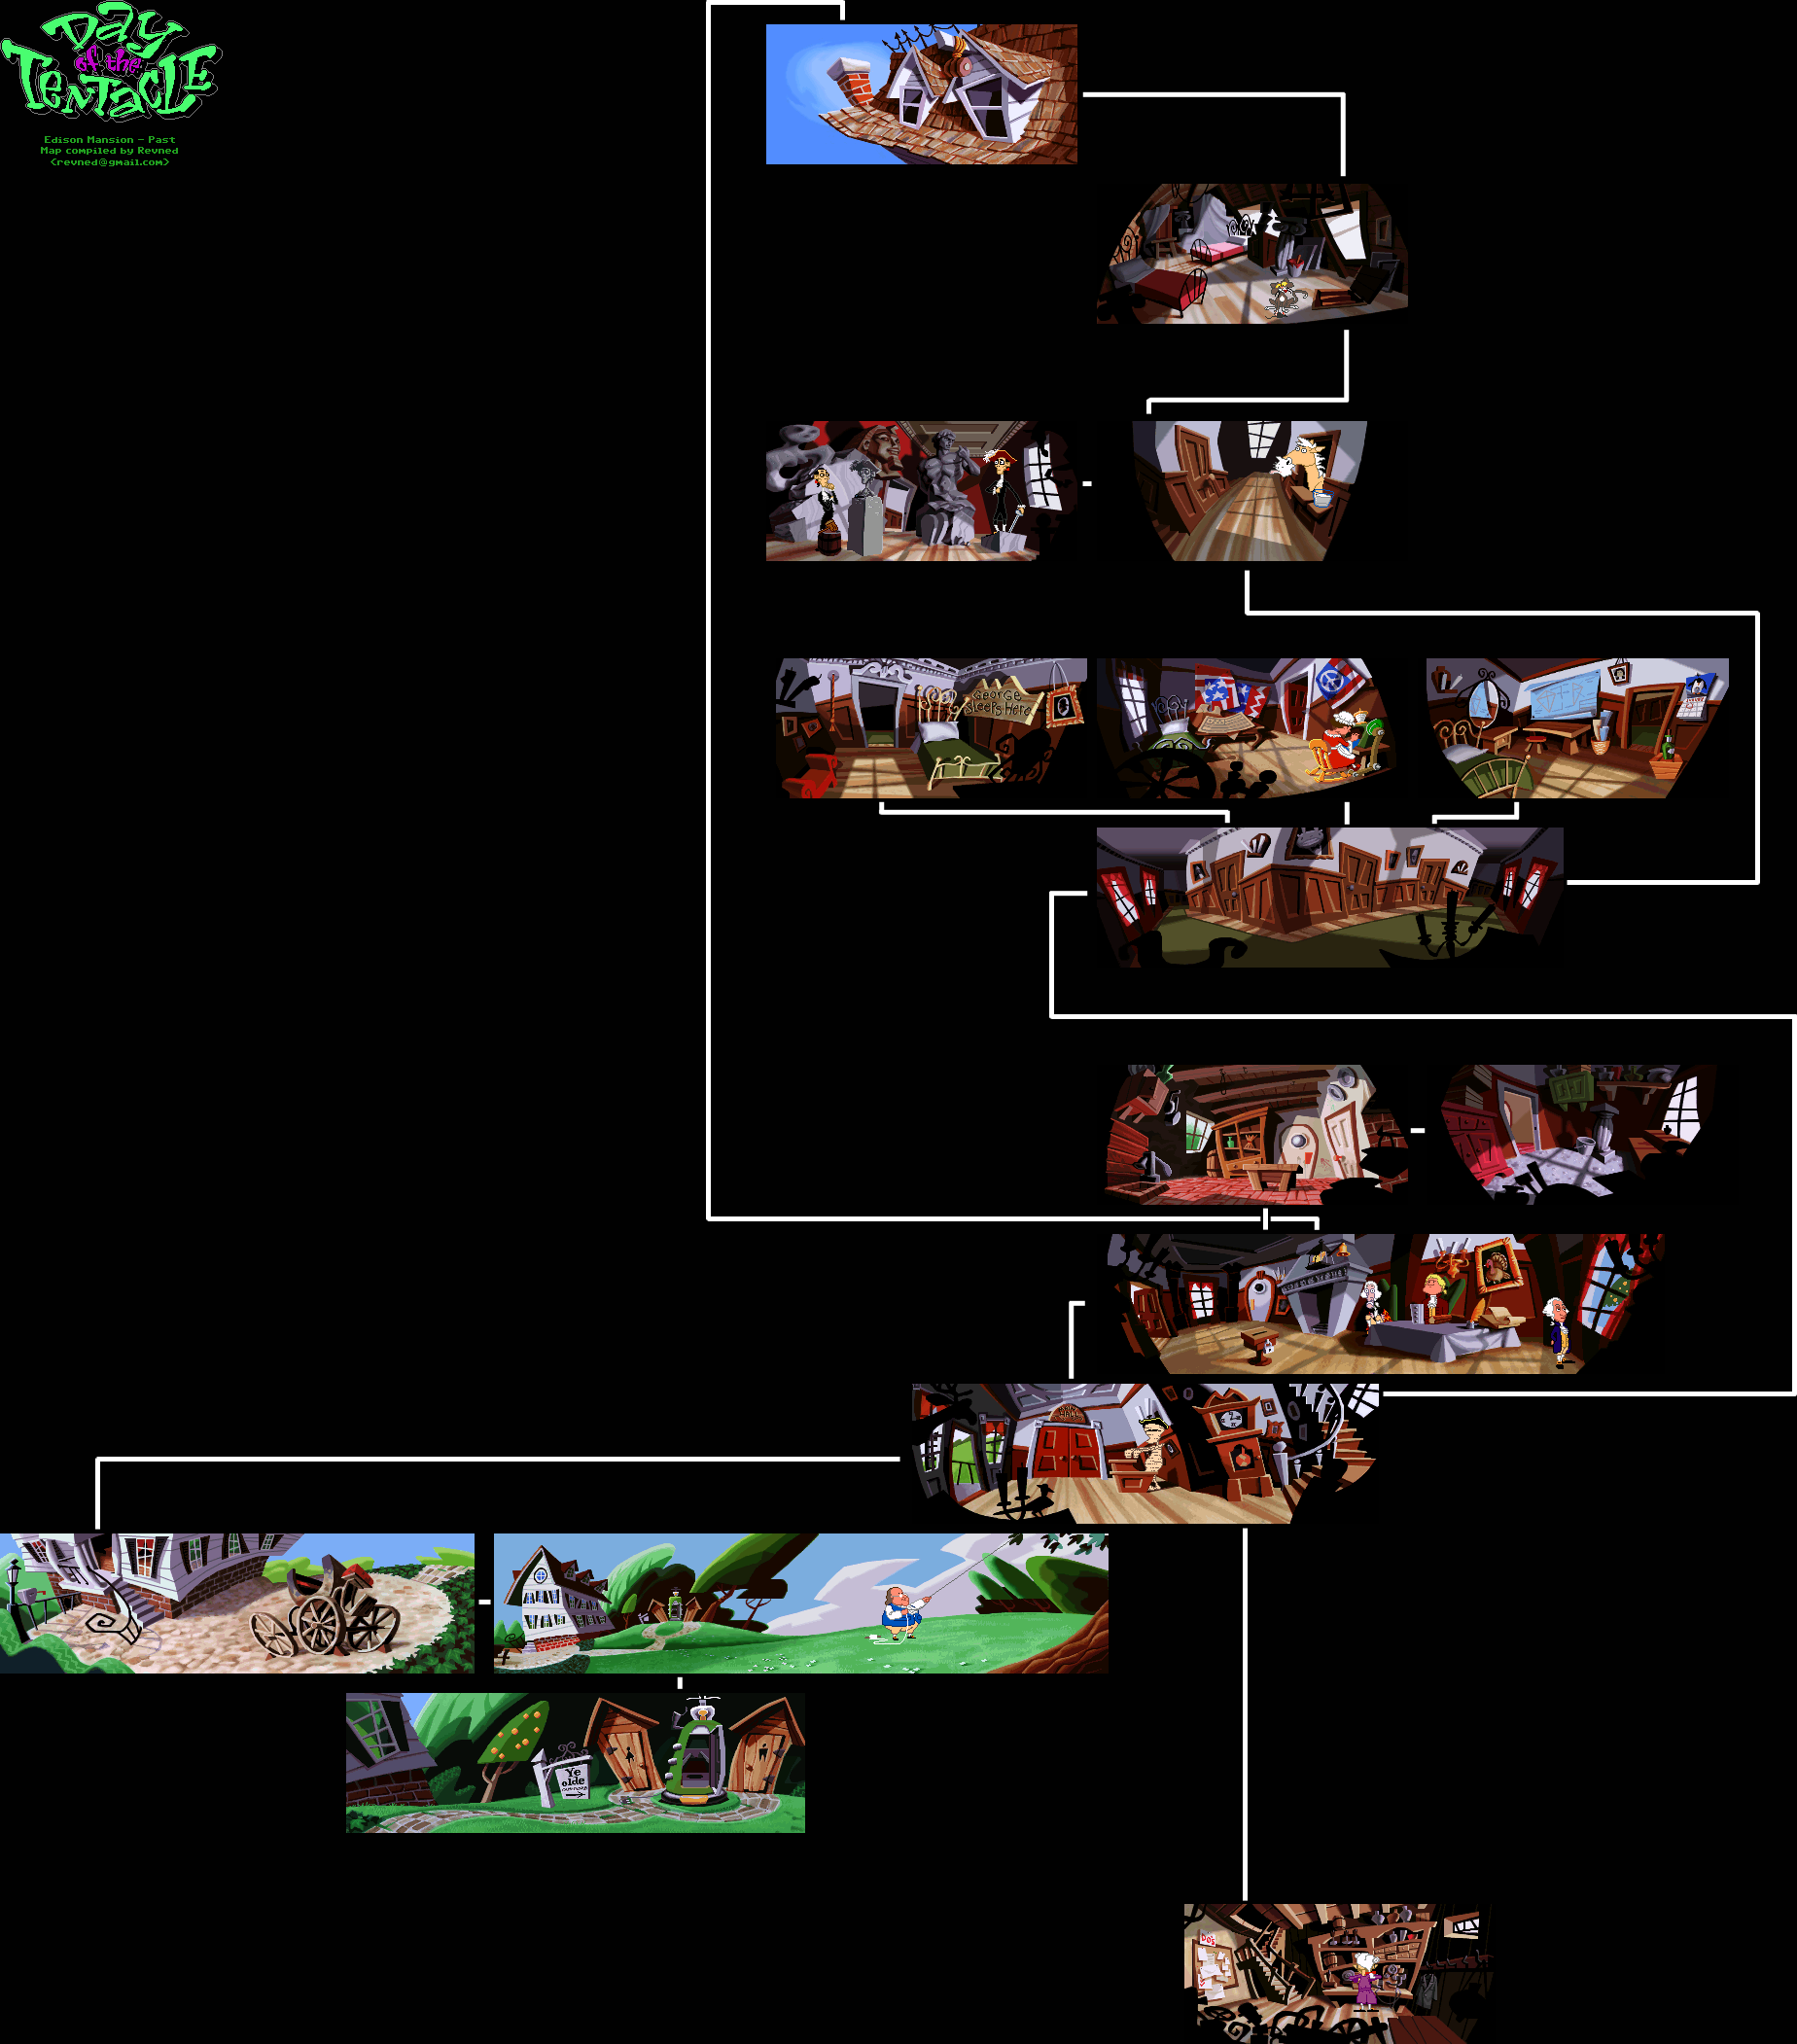 Day
of the
TENTACLE
Edison Mansion - Past
Map compiled by Revned
<revned@gmail.com>
George
Sleeps Here
Ye
olde
Do's